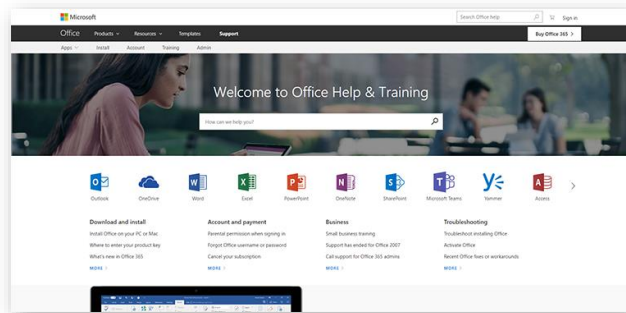 Microsoft
Search Office help
Sign in
Office Products Resources Templates Support
Buy Office 365 >
Apps Install Account Training Admin
Welcome to Office Help & Training
How can we help you?
Outlook OneDrive Word Excel PowerPoint OneNote SharePoint Microsoft Teams Yammer Access
Download and install Account and payment Business Troubleshooting
Install Office on your PC or Mac Parental permission when signing in Small business training Troubleshoot installing Office
Where to enter your product key Forgot Office username or password Support has ended for Office 2007 Activate Office
What's new in Office 365 Cancel your subscription Call support for Office 365 admins Recent Office fixes or workarounds
MORE > MORE > MORE > MORE >